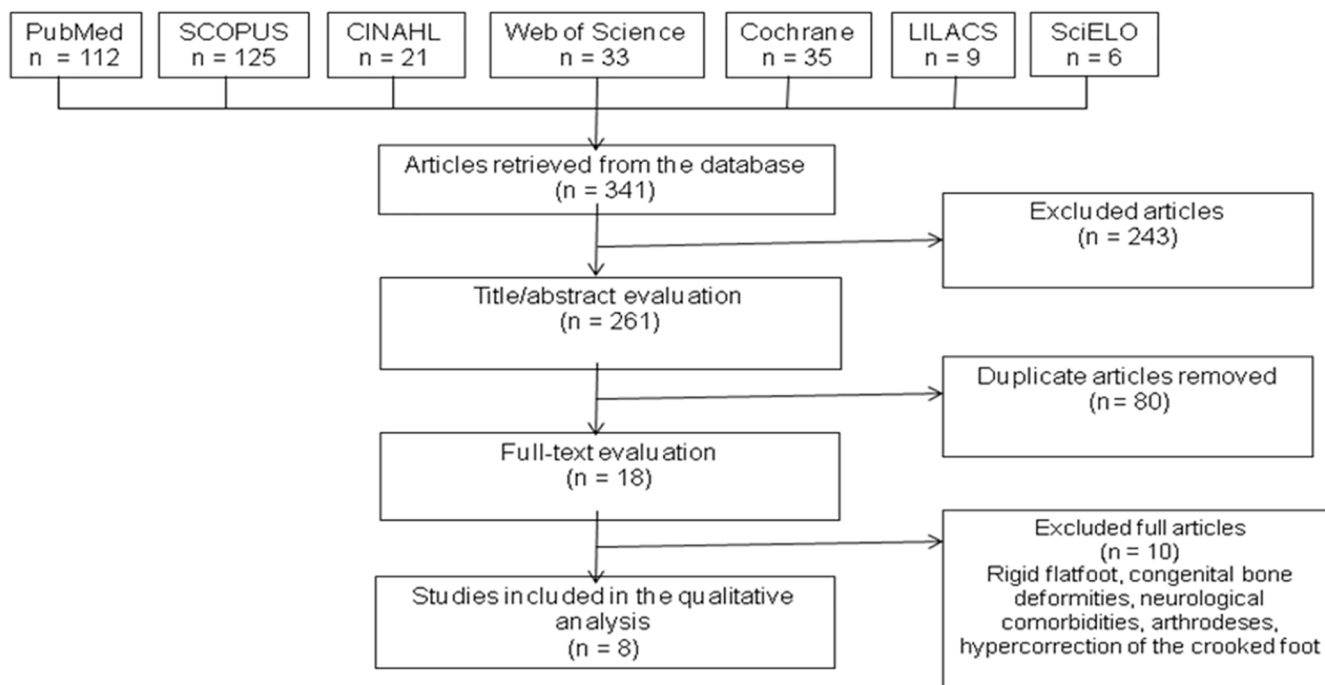 PubMed
n = 112
SCOPUS
n = 125
CINAHL
n = 21
Web of Science
n = 33
Cochrane
n = 35
LILACS
n = 9
SciELO
n = 6
Articles retrieved from the database
(n = 341)
Excluded articles
(n = 243)
Title/abstract evaluation
(n = 261)
Duplicate articles removed
(n = 80)
Full-text evaluation
(n = 18)
Excluded full articles
(n = 10)
Rigid flatfoot, congenital bone
deformities, neurological
comorbidities, arthrodeses,
hypercorrection of the crooked foot
Studies included in the qualitative
analysis
(n = 8)